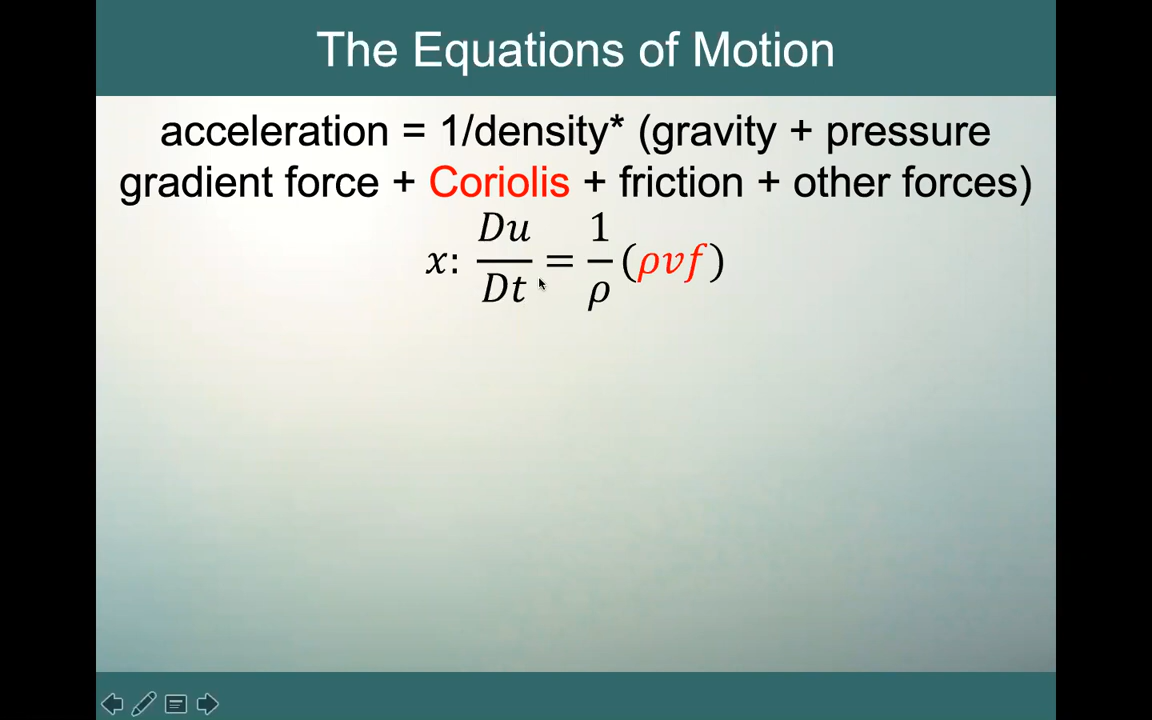 The Equations of Motion
acceleration = 1/density* (gravity + pressure
gradient force + Coriolis + friction + other forces)
x: Du/Dt = 1/ρ (ρvf)